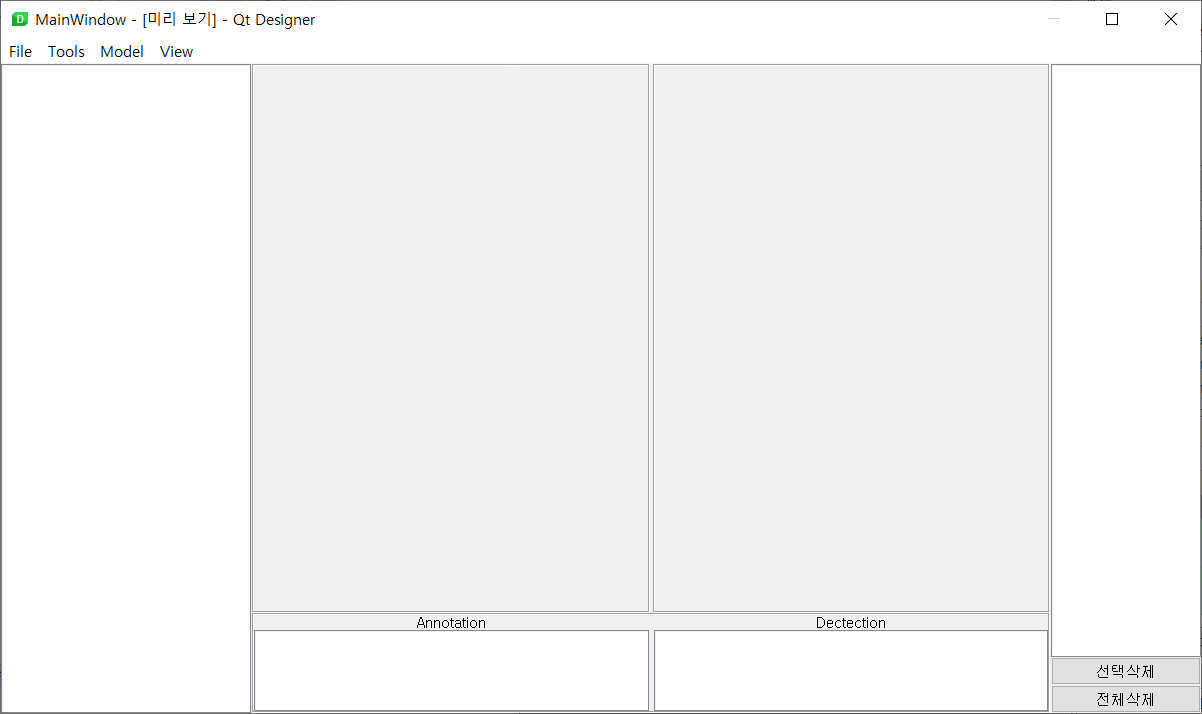 MainWindow - [미리 보기] - Qt Designer
File Tools Model View
Annotation
Dectection
선택삭제
전체삭제